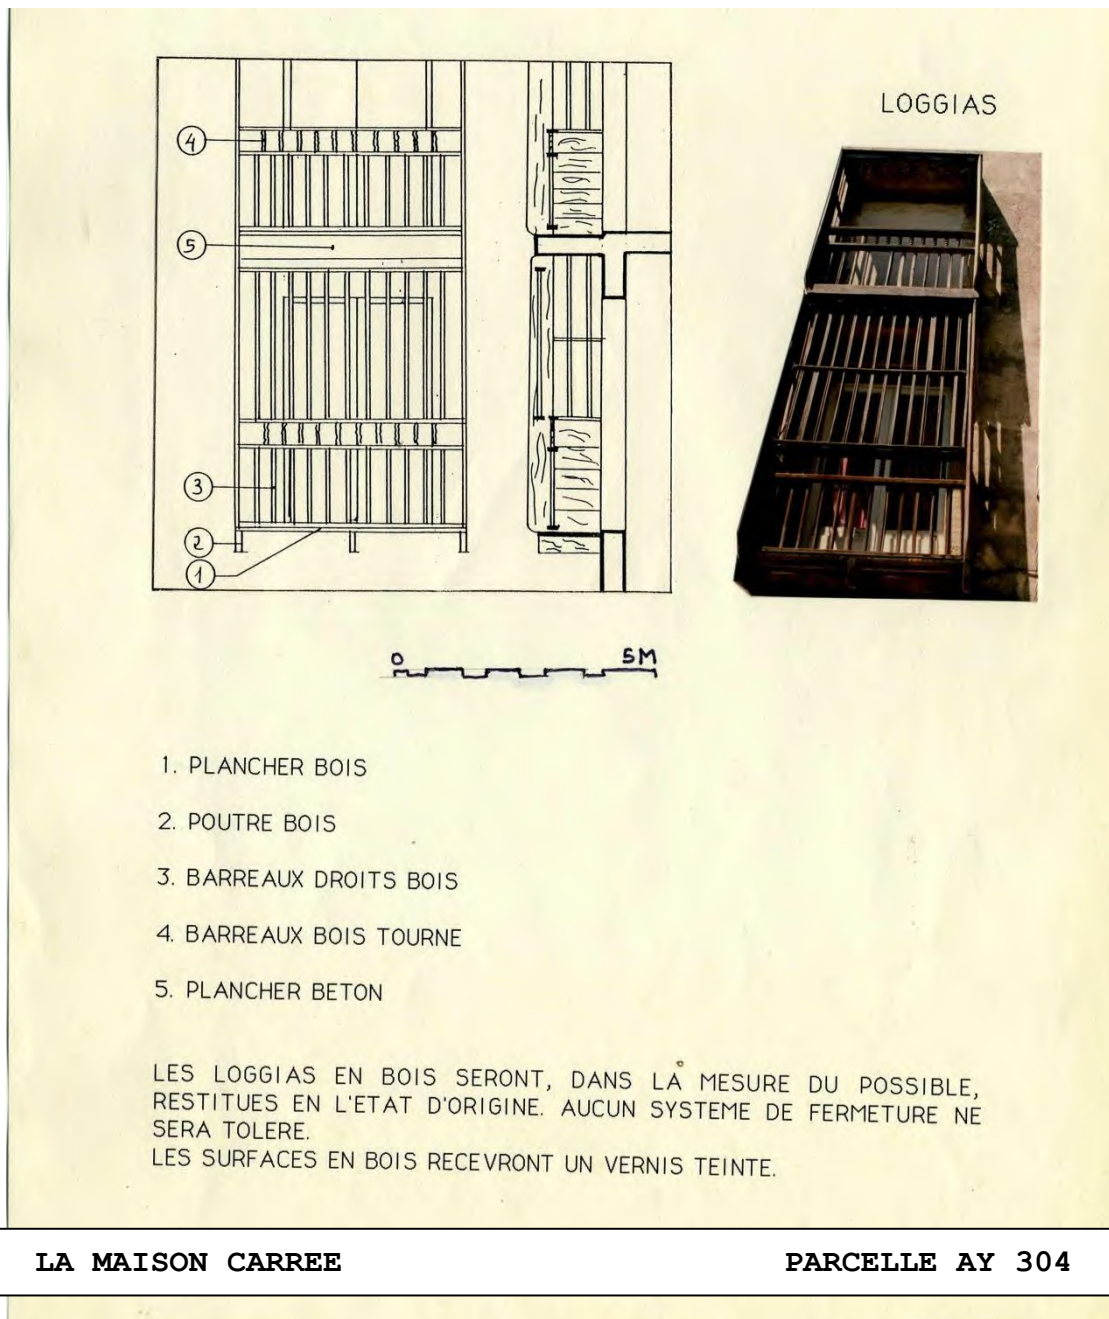 LOGGIAS
4
5
3
2
1
0 5M
1. PLANCHER BOIS
2. POUTRE BOIS
3. BARREAUX DROITS BOIS
4. BARREAUX BOIS TOURNE
5. PLANCHER BETON
LES LOGGIAS EN BOIS SERONT, DANS LA MESURE DU POSSIBLE,
RESTITUES EN L'ETAT D'ORIGINE. AUCUN SYSTEME DE FERMETURE NE
SERA TOLERE.
LES SURFACES EN BOIS RECEVRONT UN VERNIS TEINTE.
LA MAISON CARREE PARCELLE AY 304